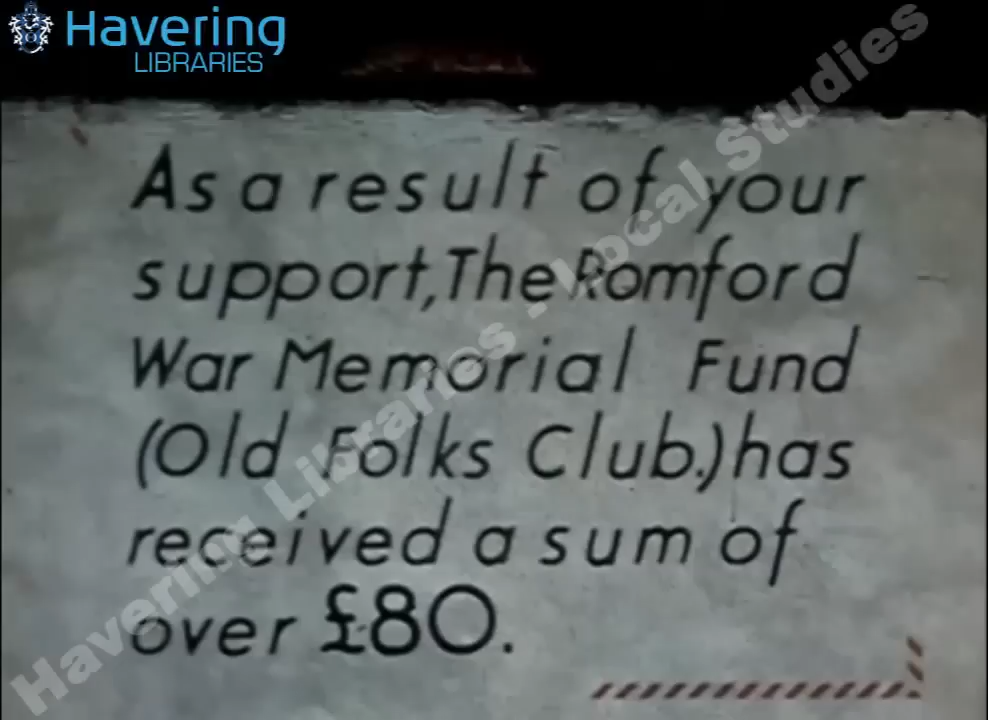 Havering
LIBRARIES
As a result of your
support, The Romford
War Memorial Fund
(Old Folks Club.) has
received a sum of
over £80.
Havering Libraries - Local Studies